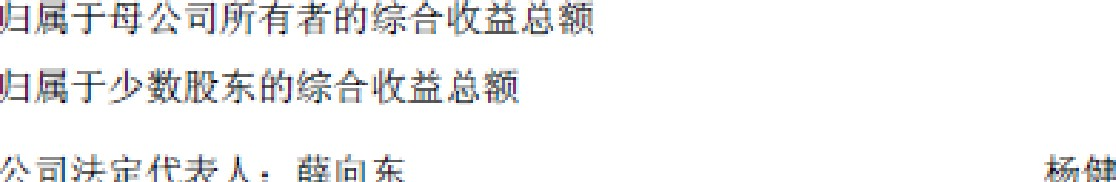 归属于母公司所有者的综合收益总额
归属于少数股东的综合收益总额
公司法定代表人：薛向东 杨健